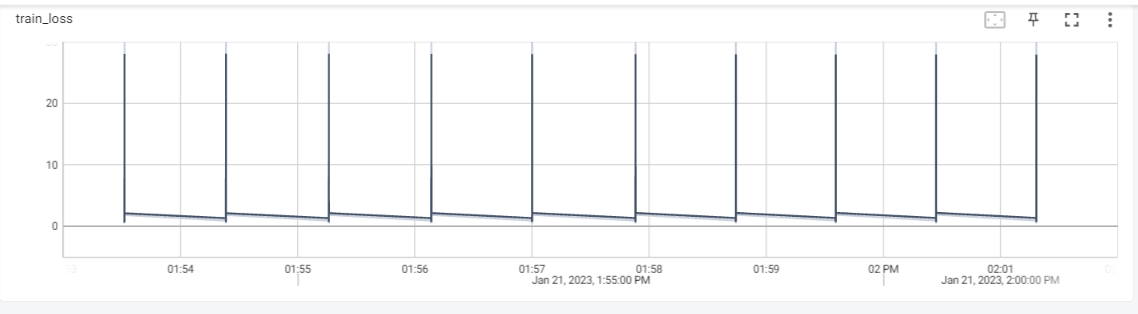 train_loss
20
10
0
01:54 01:55 01:56 01:57 01:58 01:59 02 PM 02:01
Jan 21, 2023, 1:55:00 PM Jan 21, 2023, 2:00:00 PM